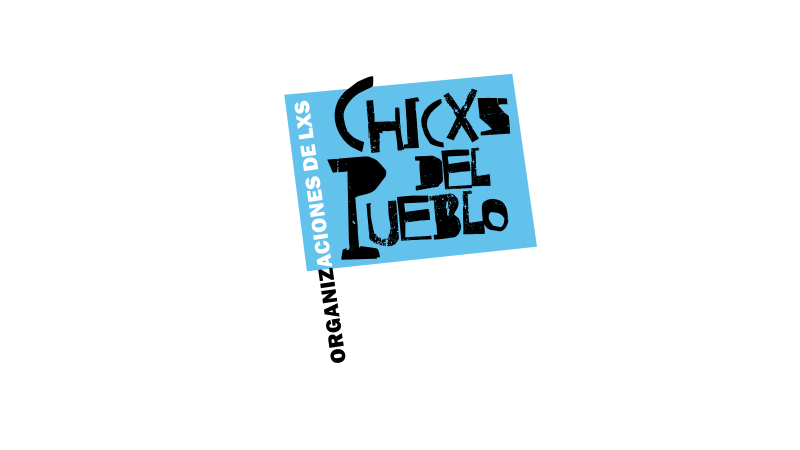 ORGANIZACIONES DE LXS
CHICXS
DEL
PUEBLO